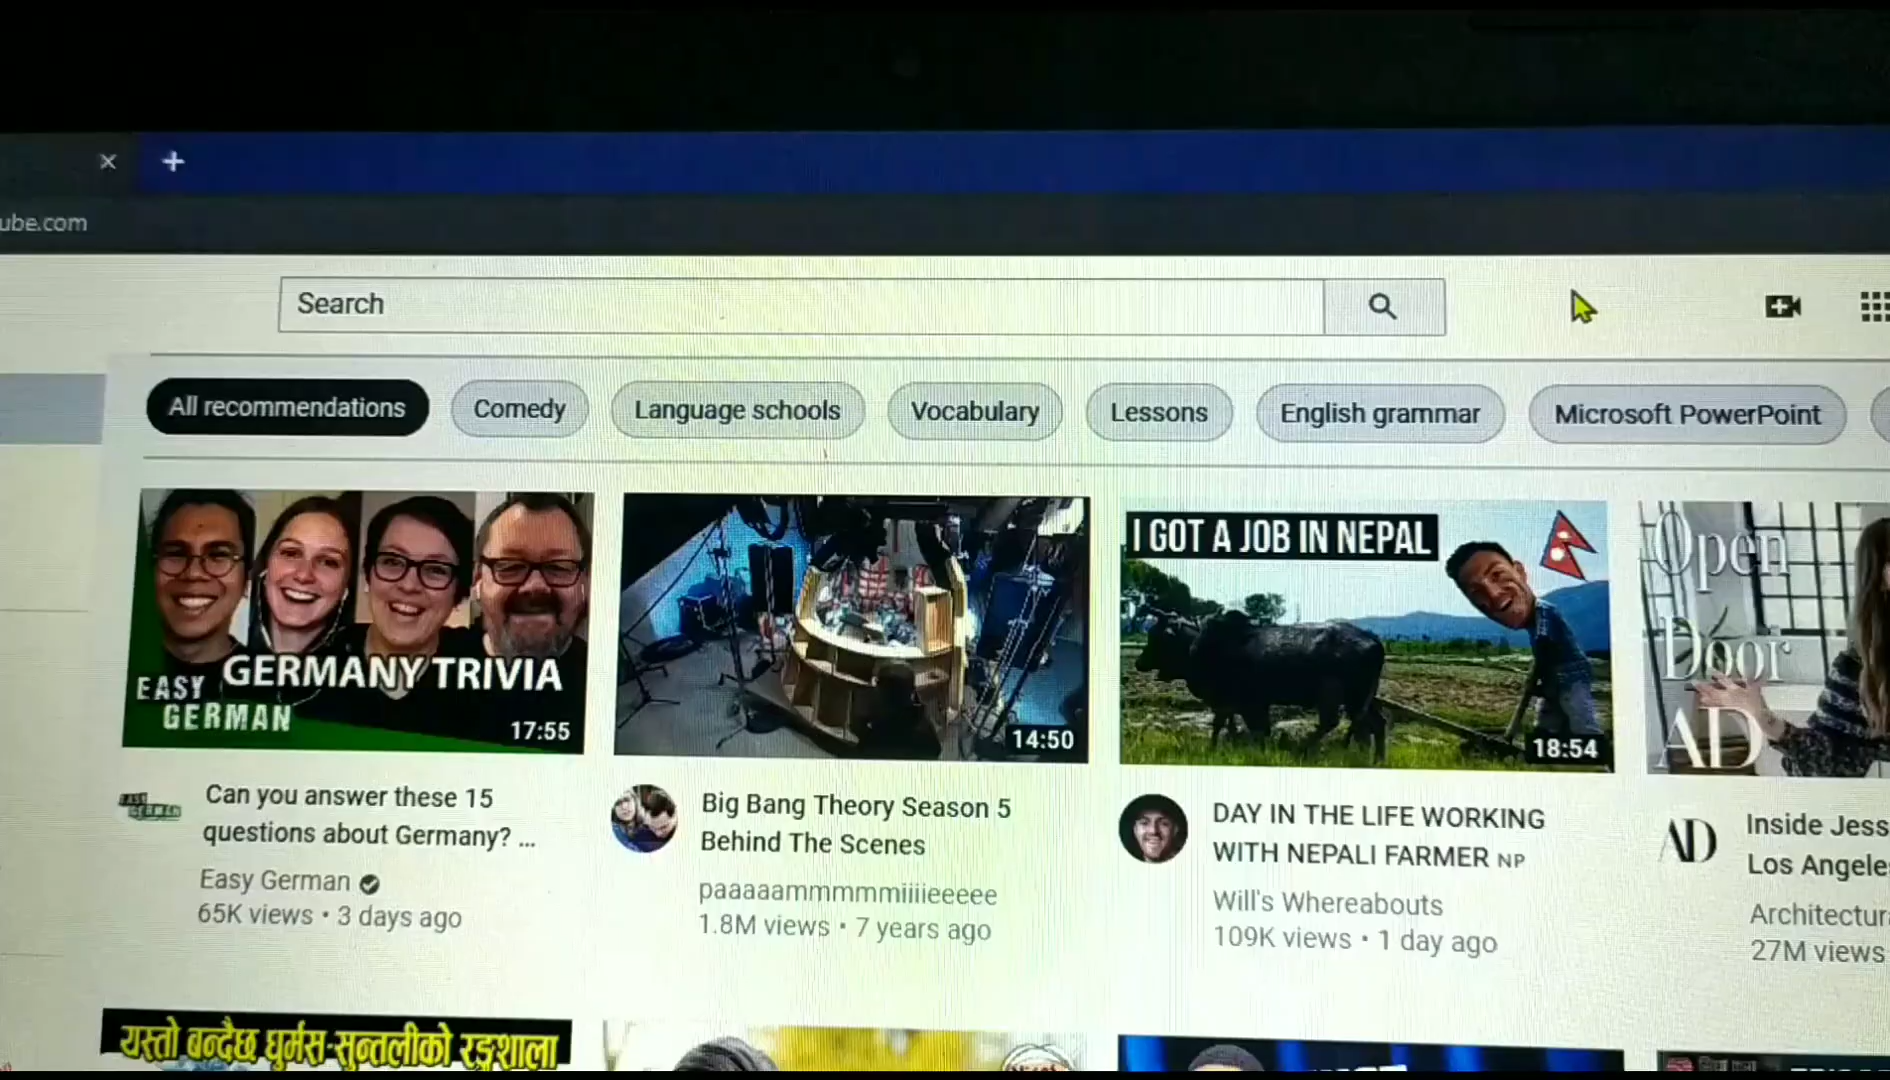 ube.com
Search
All recommendations
Comedy
Language schools
Vocabulary
Lessons
English grammar
Microsoft PowerPoint
EASY
GERMAN
GERMANY TRIVIA
17:55
14:50
I GOT A JOB IN NEPAL
18:54
Open
Door
AD
EASY
GERMAN
Can you answer these 15
questions about Germany? ...
Easy German
65K views • 3 days ago
Big Bang Theory Season 5
Behind The Scenes
paaaaammmmmiiiieeeee
1.8M views • 7 years ago
DAY IN THE LIFE WORKING
WITH NEPALI FARMER NP
Will's Whereabouts
109K views • 1 day ago
AD
Inside Jess
Los Angele
Architectur
27M views
यस्तो बन्दैछ धुर्मुस-सुन्तलीको रङ्गशाला